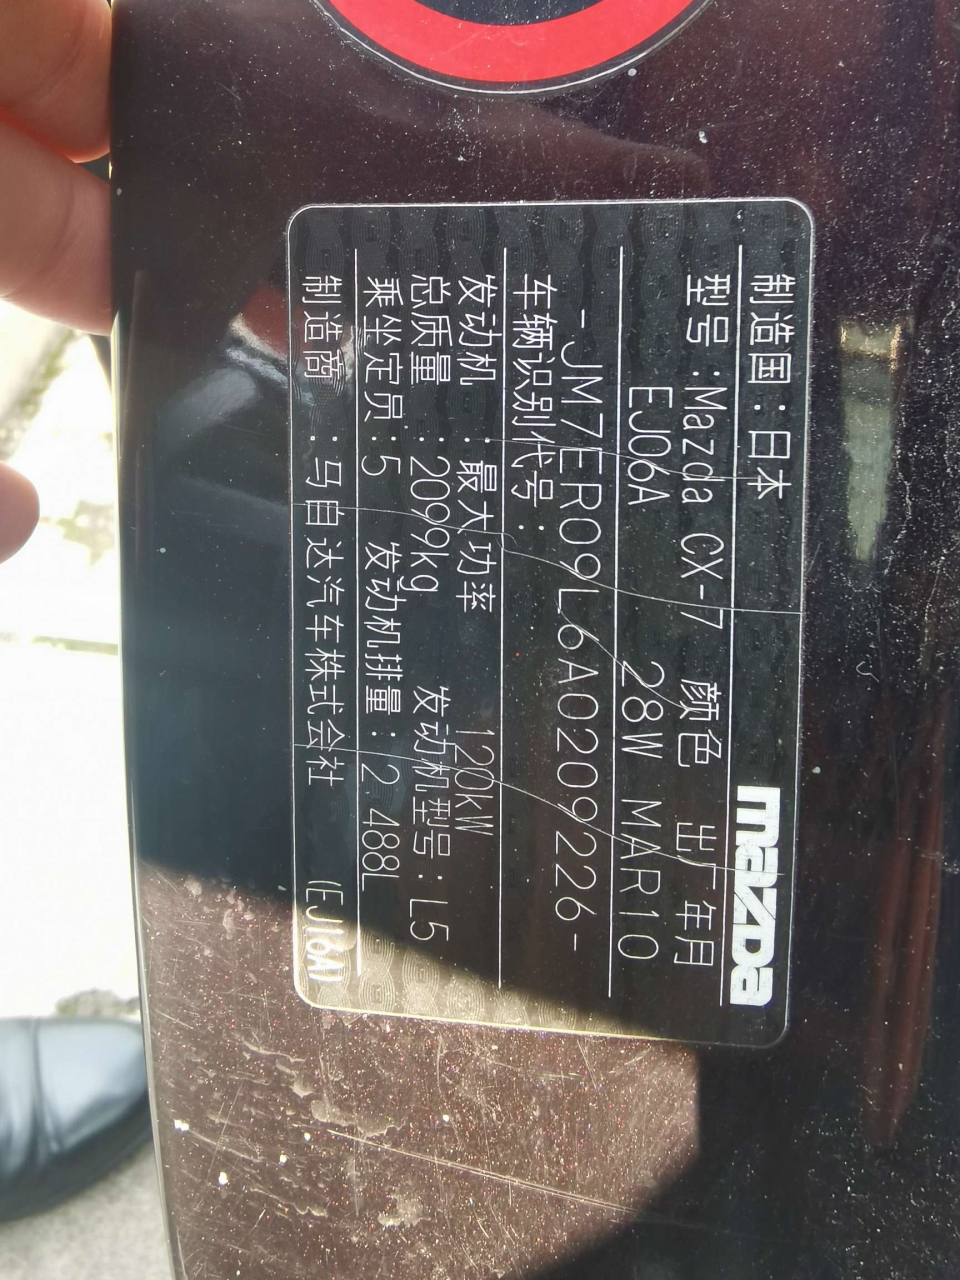 制造国：日本 mazda
型号：Mazda CX-7 颜色 出厂年月
EJ06A 28W MAR10
车辆识别代号：
-JM7ER09L6A0209226-
发动机：最大功率 120kW
总质量：2099kg 发动机型号：L5
乘坐定员：5 发动机排量：2.488L
制造商：马自达汽车株式会社 (EJ16A)